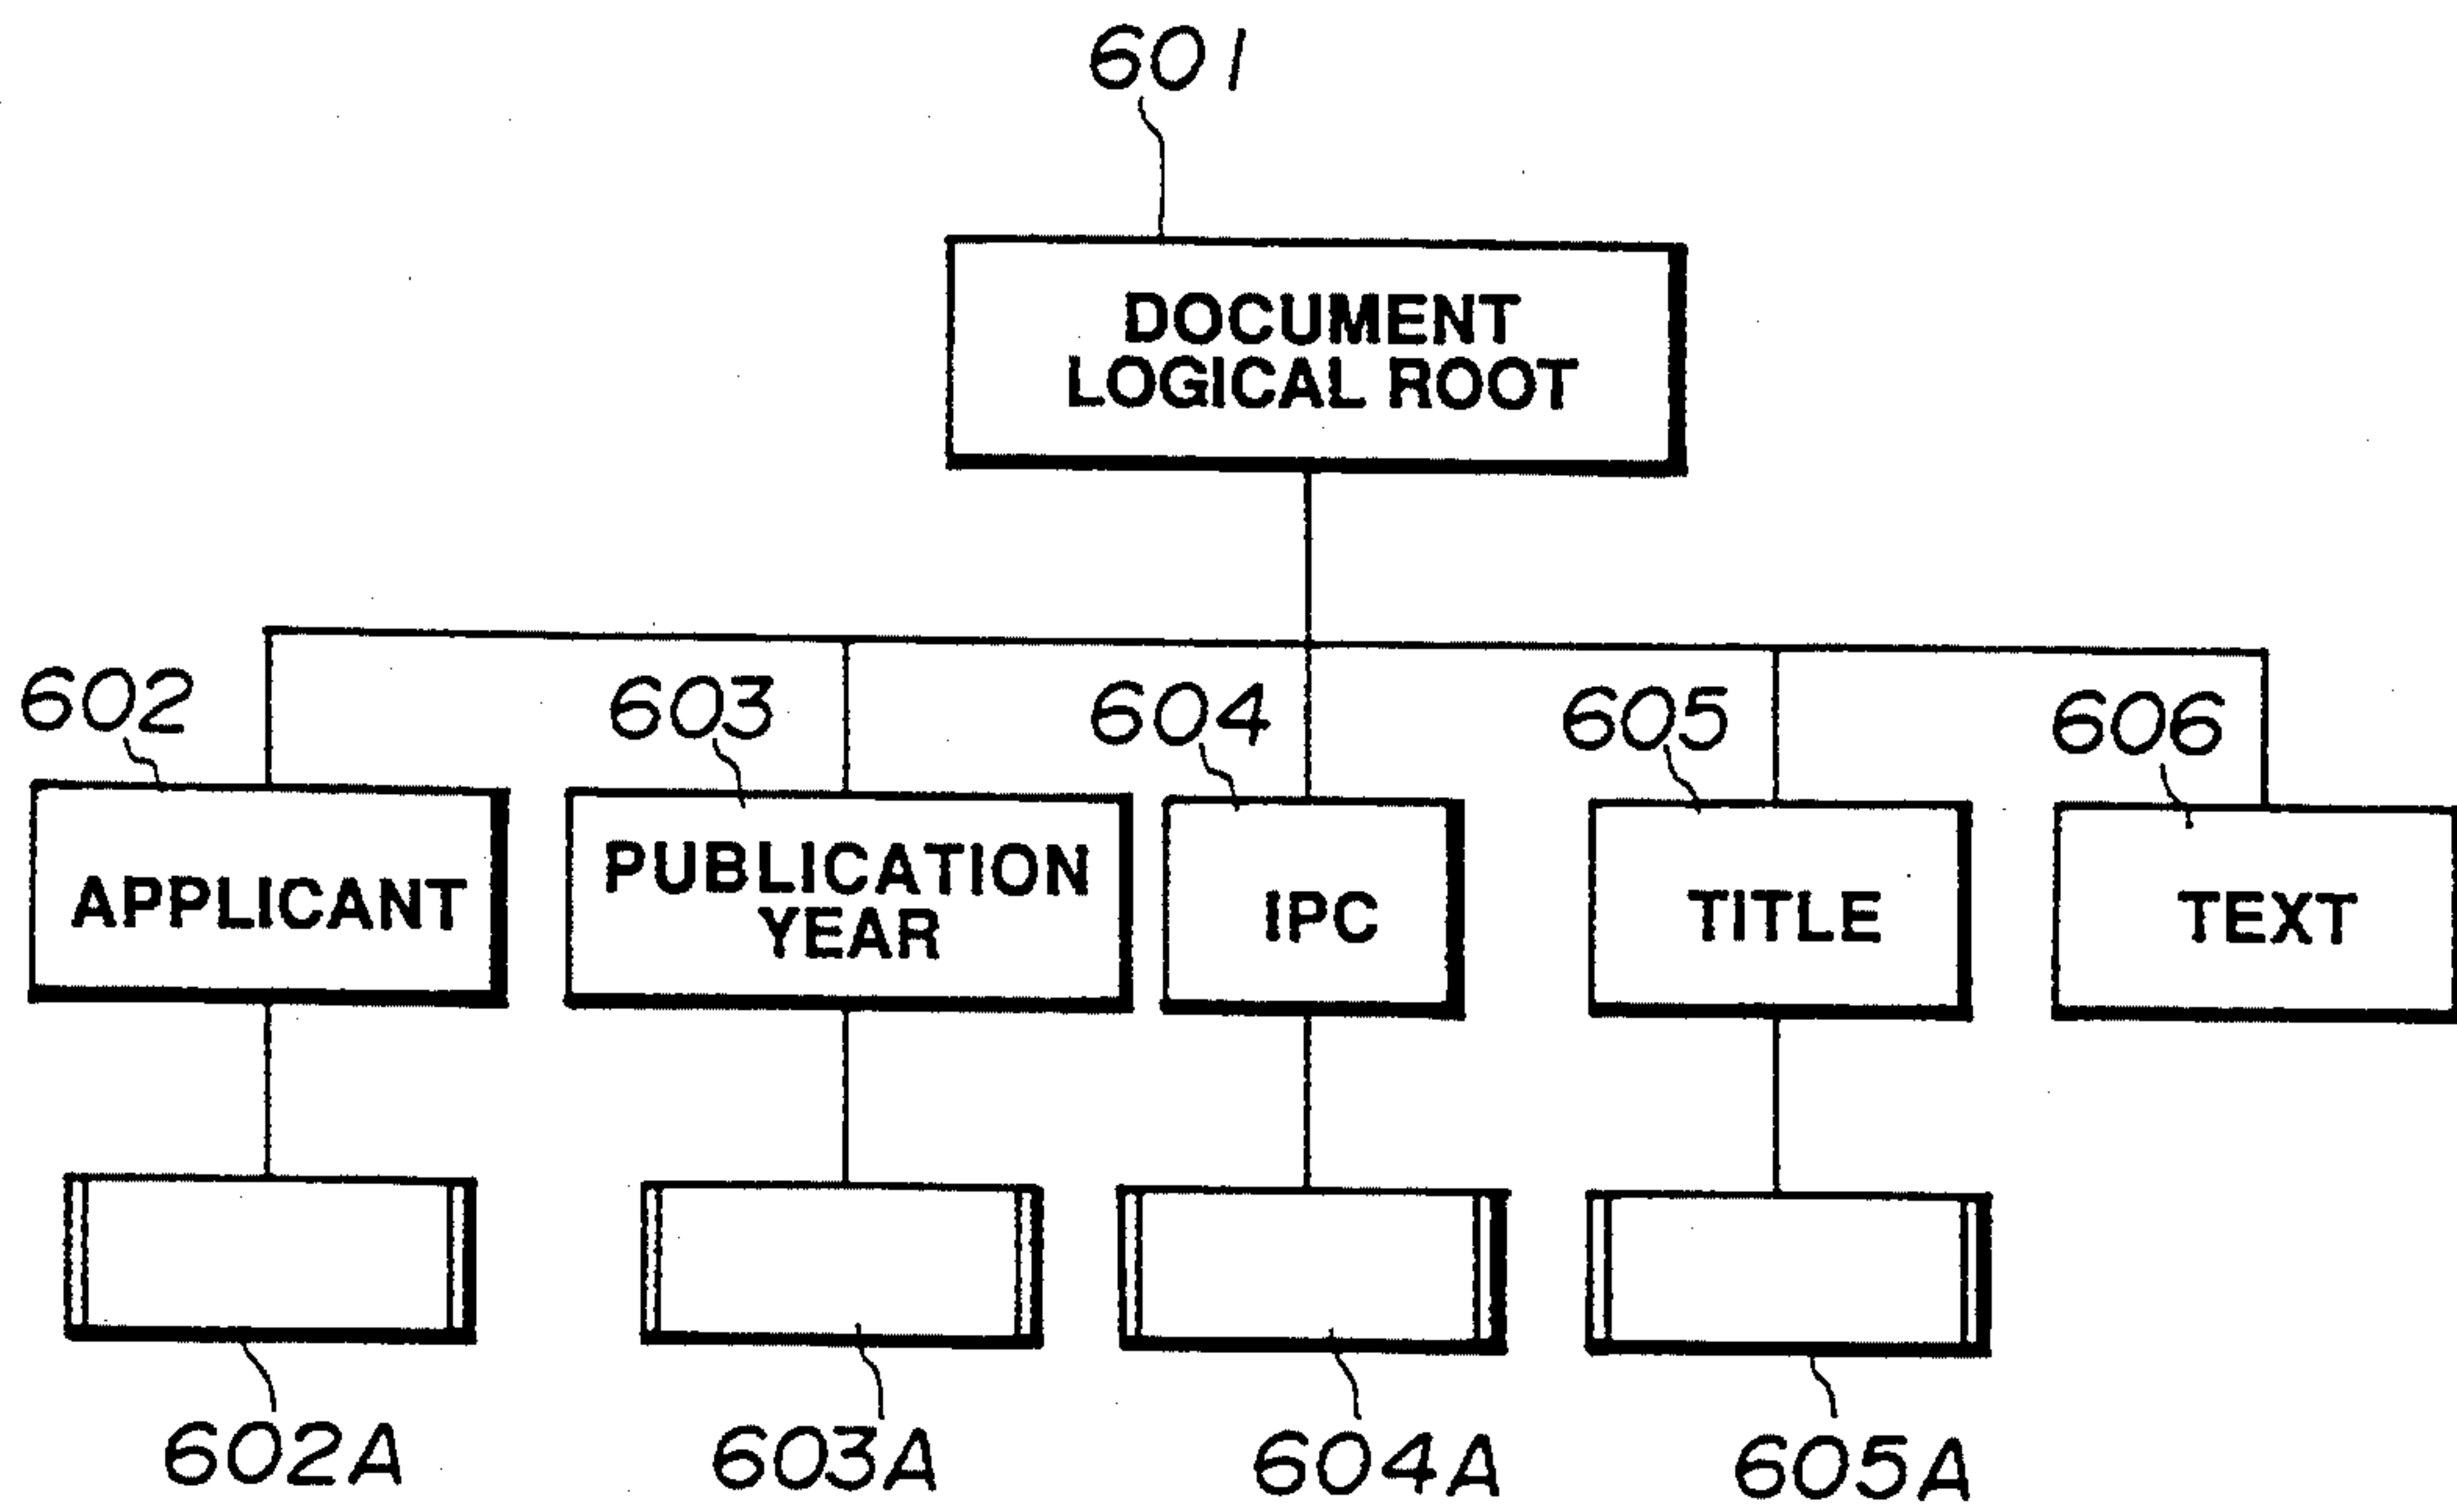 601
DOCUMENT
LOGICAL ROOT
602
603
604
605
606
APPLICANT
PUBLICATION
YEAR
IPC
TITLE
TEXT
602A
603A
604A
605A